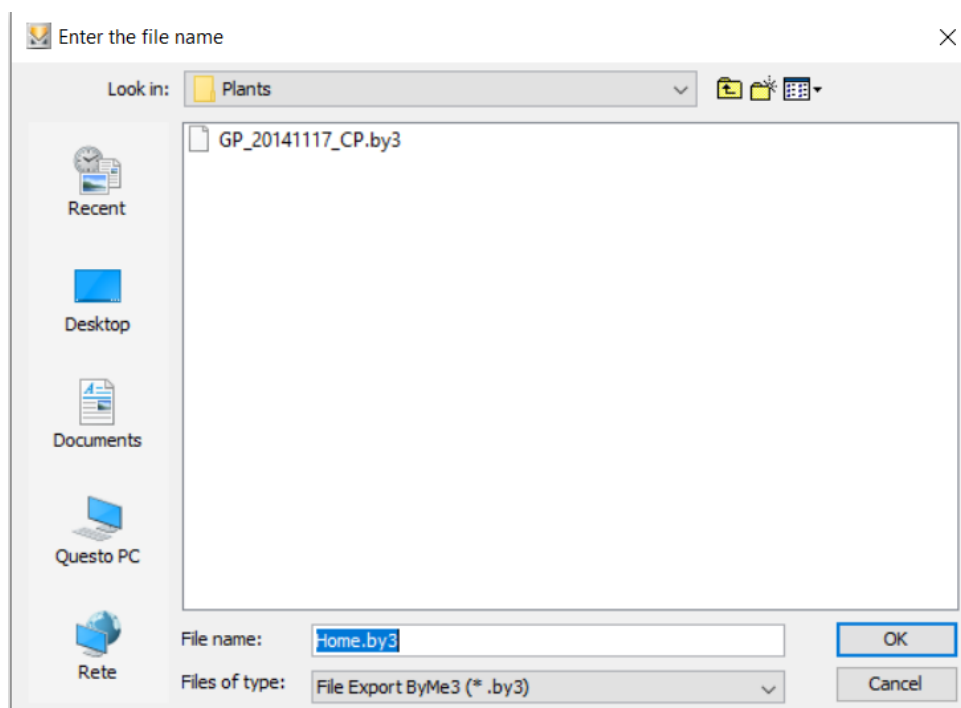 Enter the file name
Look in: Plants
GP_20141117_CP.by3
Recent
Desktop
Documents
Questo PC
Rete
File name: Home.by3 OK
Files of type: File Export ByMe3 (* .by3) Cancel